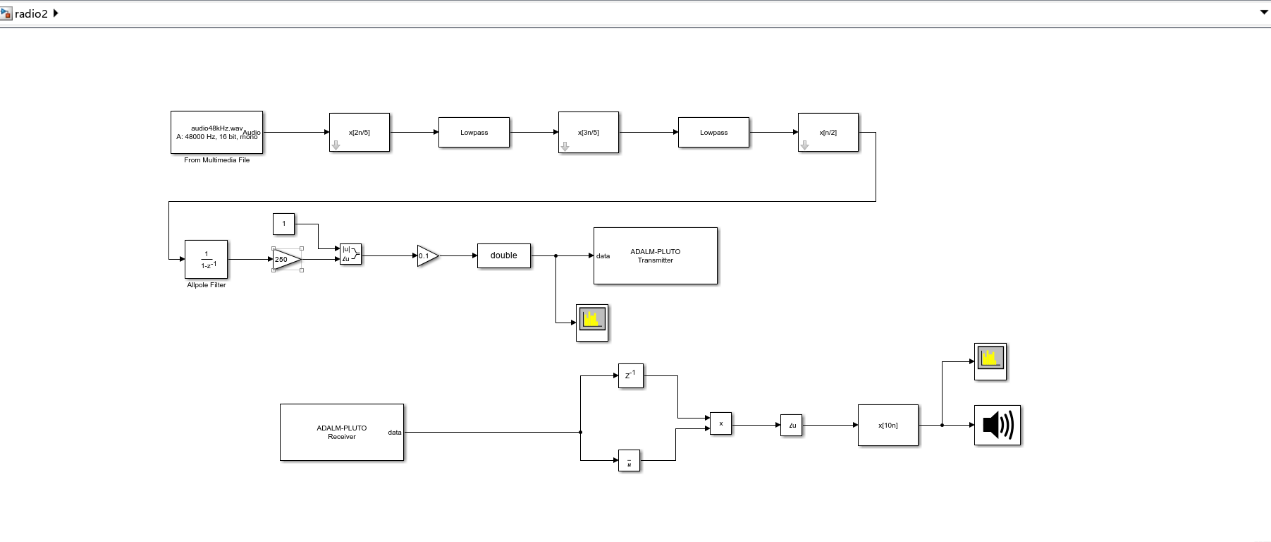 radio2
audio48kHz.wav
A: 48000 Hz, 16 bit, mono
Audio
From Multimedia File
x[2n/5]
Lowpass
x[3n/5]
Lowpass
x[n/2]
1
1
1-z-1
Allpole Filter
250
|u|
∠u
0.1
double
data
ADALM-PLUTO
Transmitter
z-1
ADALM-PLUTO
Receiver
data
x
∠u
x[10n]